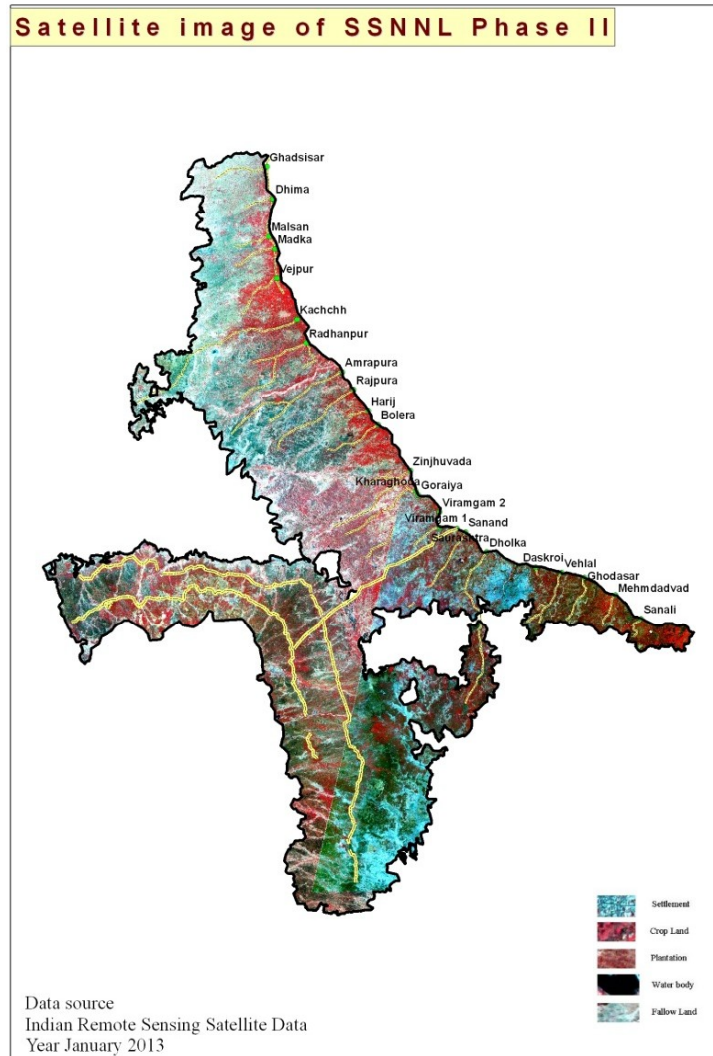 Satellite image of SSNNL Phase II
Ghadsisar
Dhima
Malsan
Madka
Vejpur
Kachchh
Radhanpur
Amrapura
Rajpura
Harij
Bolera
Zinjhuvada
Kharaghoda
Goraiya
Viramgam 2
Viramgam 1
Sanand
Saurashtra
Dholka
Daskroi
Vehlal
Ghodasar
Mehmdadvad
Sanali
Settlement
Crop Land
Plantation
Water body
Fallow Land
Data source
Indian Remote Sensing Satellite Data
Year January 2013